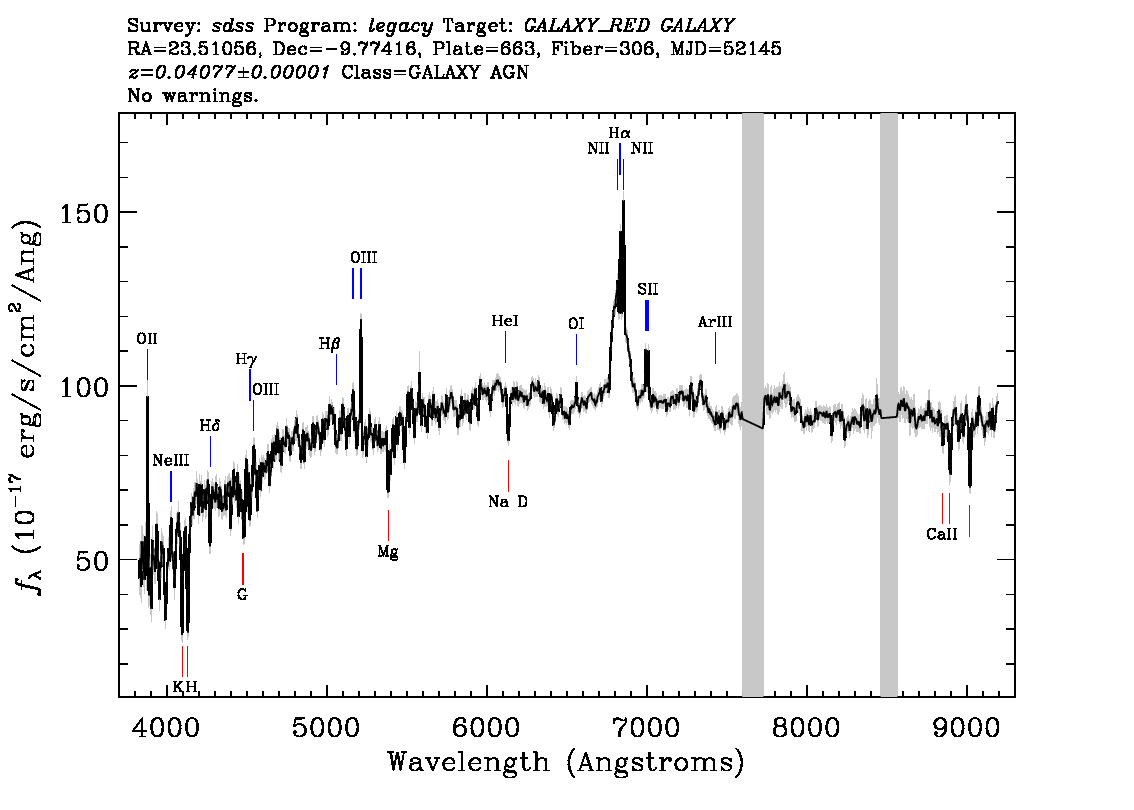 Survey: sdss Program: legacy Target: GALAXY_RED GALAXY
RA=23.51056, Dec=−9.77416, Plate=663, Fiber=306, MJD=52145
z=0.04077±0.00001 Class=GALAXY AGN
No warnings.
Hα
NII NII
OIII
SII
HeI OI ArIII
OII Hβ
Hγ
OIII
Hδ
NeIII
Na D
CaII
Mg
G
K H
150
100
50
4000 5000 6000 7000 8000 9000
Wavelength (Angstroms)
fλ (10−17 erg/s/cm2/Ang)